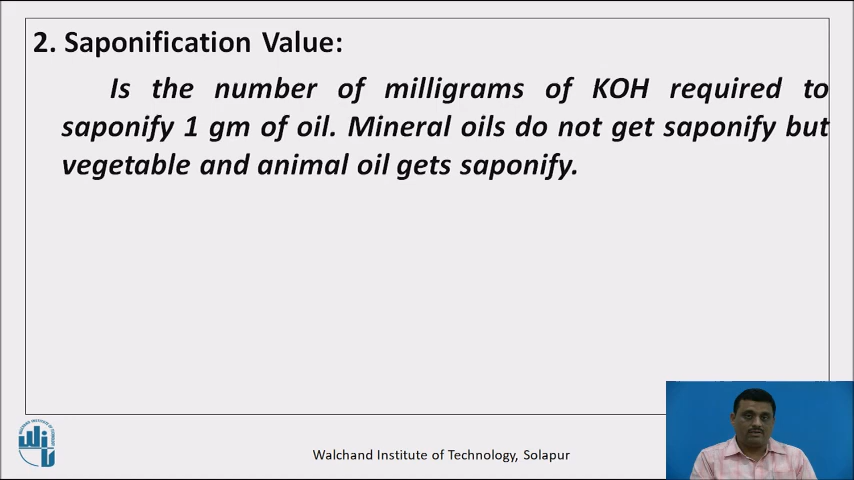 2. Saponification Value:
Is the number of milligrams of KOH required to
saponify 1 gm of oil. Mineral oils do not get saponify but
vegetable and animal oil gets saponify.
Walchand Institute of Technology, Solapur